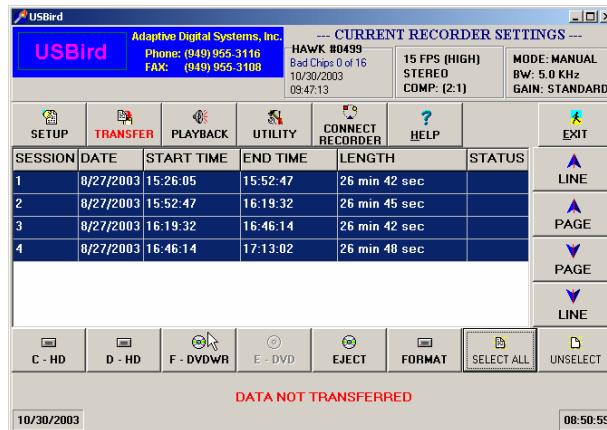 USBird
USBird
Adaptive Digital Systems, Inc.
Phone: (949) 955-3116
FAX: (949) 955-3108
--- CURRENT RECORDER SETTINGS ---
HAWK #0499
Bad Chips 0 of 16
10/30/2003
09:47:13
15 FPS (HIGH)
STEREO
COMP: (2:1)
MODE: MANUAL
BW: 5.0 KHz
GAIN: STANDARD
SETUP
TRANSFER
PLAYBACK
UTILITY
CONNECT RECORDER
HELP
EXIT
SESSION DATE START TIME END TIME LENGTH STATUS
1 8/27/2003 15:26:05 15:52:47 26 min 42 sec
2 8/27/2003 15:52:47 16:19:32 26 min 45 sec
3 8/27/2003 16:19:32 16:46:14 26 min 42 sec
4 8/27/2003 16:46:14 17:13:02 26 min 48 sec
LINE
PAGE
PAGE
LINE
C - HD
D - HD
F - DVDWR
E - DVD
EJECT
FORMAT
SELECT ALL
UNSELECT
DATA NOT TRANSFERRED
10/30/2003
08:50:59